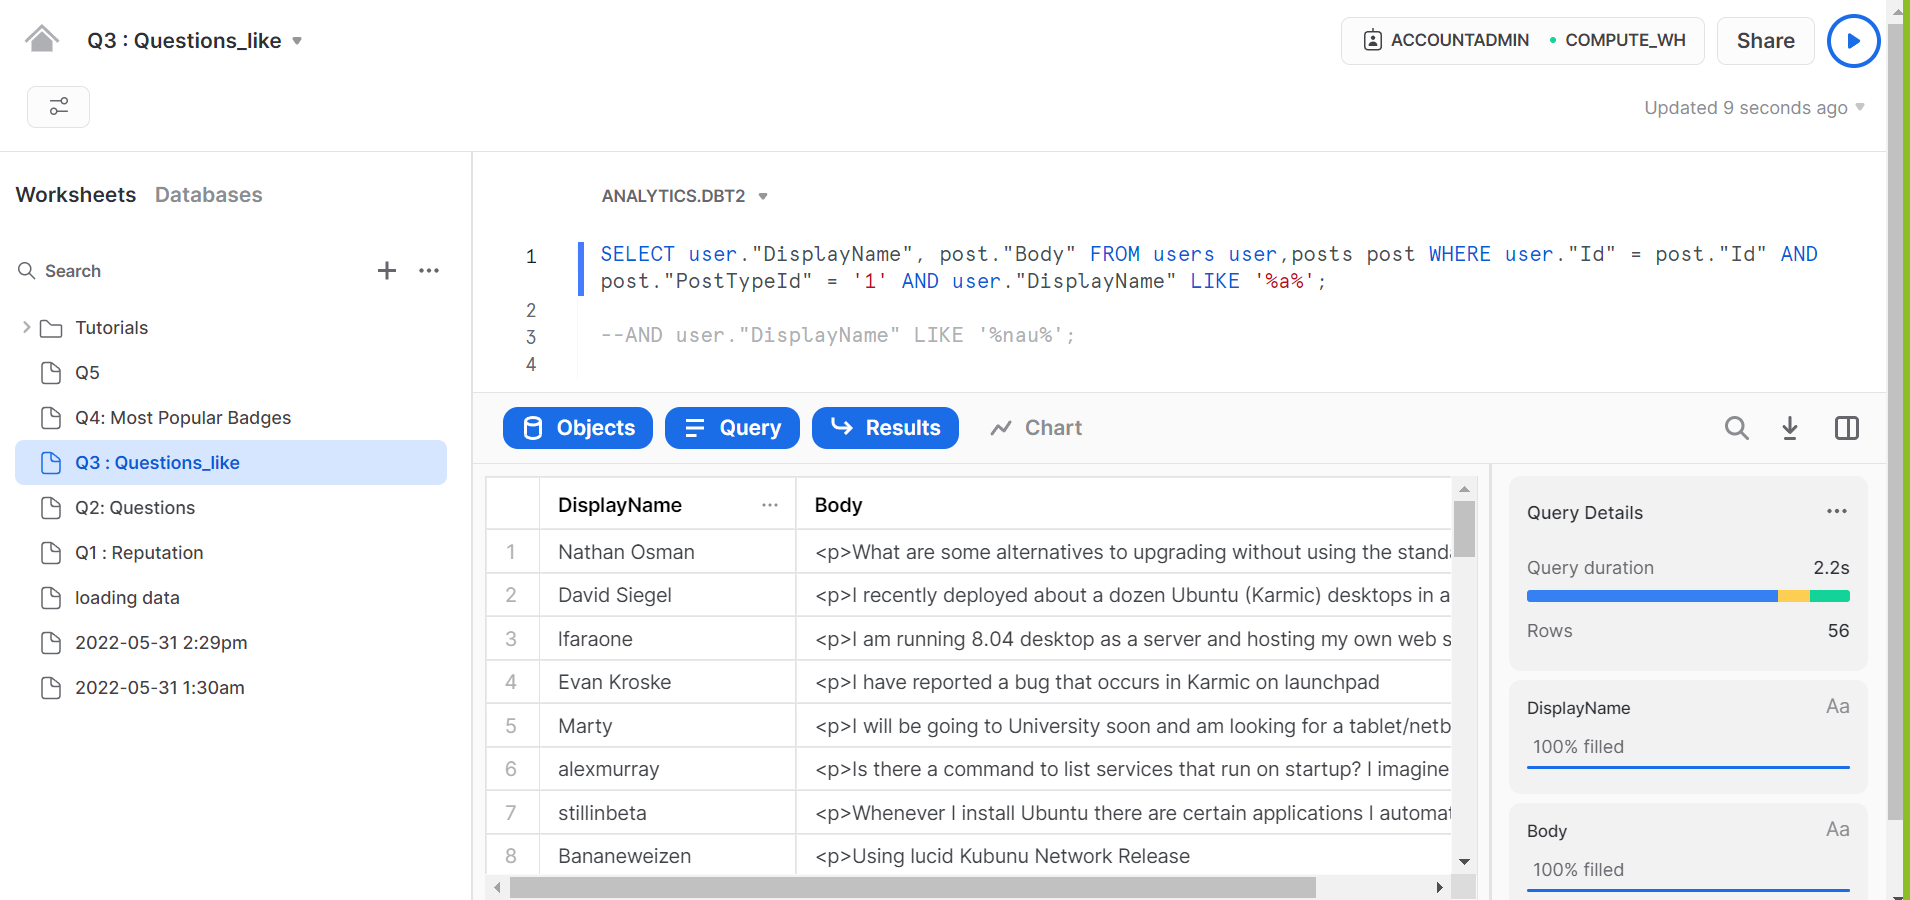 Q3 : Questions_like
ACCOUNTADMIN
COMPUTE_WH
Share
Updated 9 seconds ago
Worksheets
Databases
Search
Tutorials
Q5
Q4: Most Popular Badges
Q3 : Questions_like
Q2: Questions
Q1 : Reputation
loading data
2022-05-31 2:29pm
2022-05-31 1:30am
ANALYTICS.DBT2
1 SELECT user."DisplayName", post."Body" FROM users user,posts post WHERE user."Id" = post."Id" AND
post."PostTypeId" = '1' AND user."DisplayName" LIKE '%a%';
2
3 --AND user."DisplayName" LIKE '%nau%';
4
Objects
Query
Results
Chart
DisplayName ... Body
1 Nathan Osman <p>What are some alternatives to upgrading without using the standa
2 David Siegel <p>I recently deployed about a dozen Ubuntu (Karmic) desktops in a
3 lfaraone <p>I am running 8.04 desktop as a server and hosting my own web s
4 Evan Kroske <p>I have reported a bug that occurs in Karmic on launchpad
5 Marty <p>I will be going to University soon and am looking for a tablet/netb
6 alexmurray <p>Is there a command to list services that run on startup? I imagine
7 stillinbeta <p>Whenever I install Ubuntu there are certain applications I automat
8 Bananeweizen <p>Using lucid Kubunu Network Release
Query Details
Query duration 2.2s
Rows 56
DisplayName Aa
100% filled
Body Aa
100% filled